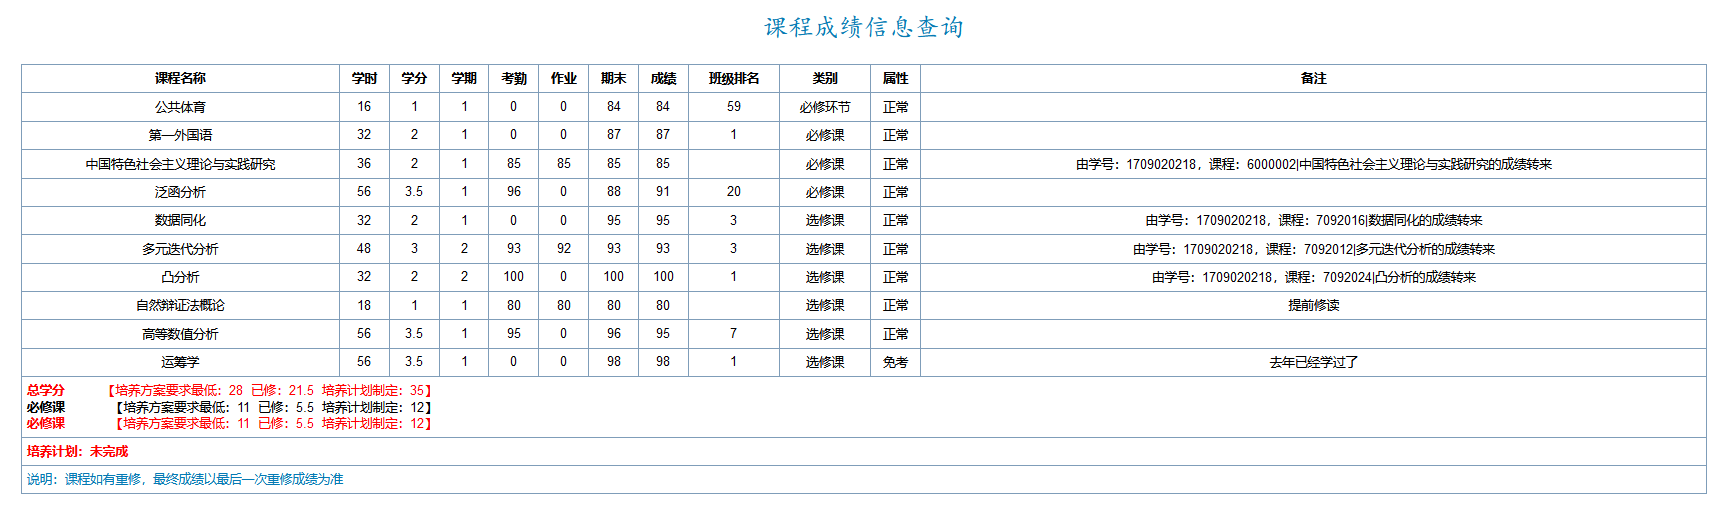 课程成绩信息查询
课程名称 学时 学分 学期 考勤 作业 期末 成绩 班级排名 类别 属性 备注
公共体育 16 1 1 0 0 84 84 59 必修环节 正常
第一外国语 32 2 1 0 0 87 87 1 必修课 正常
中国特色社会主义理论与实践研究 36 2 1 85 85 85 85 必修课 正常 由学号：1709020218，课程：6000002|中国特色社会主义理论与实践研究的成绩转来
泛函分析 56 3.5 1 96 0 88 91 20 必修课 正常
数据同化 32 2 1 0 0 95 95 3 选修课 正常 由学号：1709020218，课程：7092016|数据同化的成绩转来
多元迭代分析 48 3 2 93 92 93 93 3 选修课 正常 由学号：1709020218，课程：7092012|多元迭代分析的成绩转来
凸分析 32 2 2 100 0 100 100 1 选修课 正常 由学号：1709020218，课程：7092024|凸分析的成绩转来
自然辩证法概论 18 1 1 80 80 80 80 选修课 正常 提前修读
高等数值分析 56 3.5 1 95 0 96 95 7 选修课 正常
运筹学 56 3.5 1 0 0 98 98 1 选修课 免考 去年已经学过了
总学分 【培养方案要求最低：28 已修：21.5 培养计划制定：35】
必修课 【培养方案要求最低：11 已修：5.5 培养计划制定：12】
必修课 【培养方案要求最低：11 已修：5.5 培养计划制定：12】
培养计划：未完成
说明：课程如有重修，最终成绩以最后一次重修成绩为准